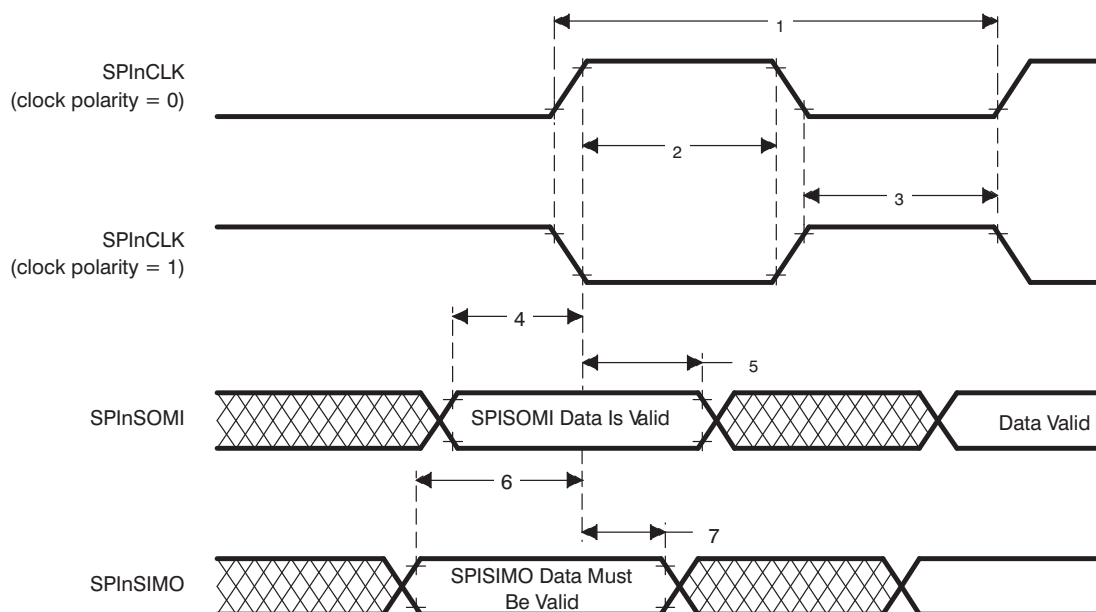 1
SPInCLK
(clock polarity = 0)
2
3
SPInCLK
(clock polarity = 1)
4
5
SPInSOMI
SPISOMI Data Is Valid
Data Valid
6
7
SPInSIMO
SPISIMO Data Must
Be Valid